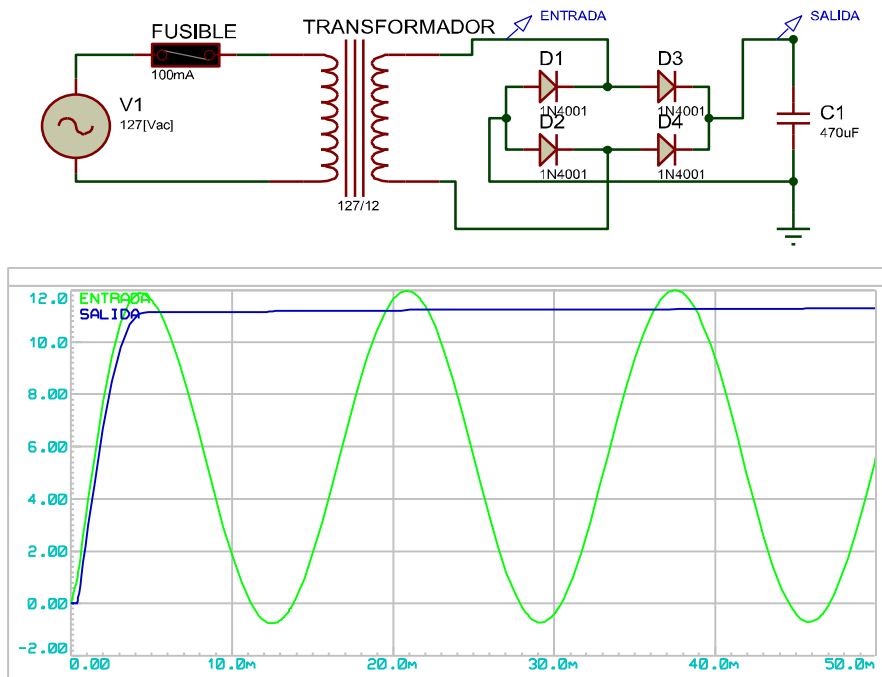 FUSIBLE
100mA
V1
127[Vac]
TRANSFORMADOR
127/12
ENTRADA
D1
1N4001
D2
1N4001
D3
1N4001
D4
1N4001
SALIDA
C1
470uF
ENTRADA
SALIDA
12.0
10.0
8.00
6.00
4.00
2.00
0.00
-2.00
0.00
10.0m
20.0m
30.0m
40.0m
50.0m